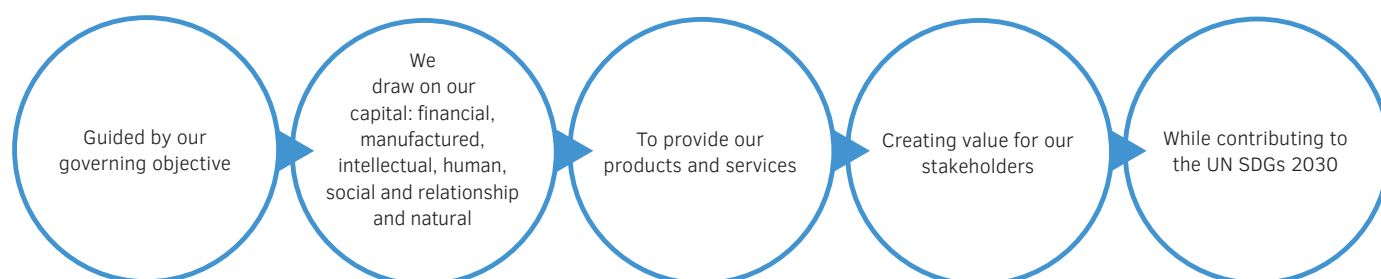 Guided by our
governing objective
We
draw on our
capital: financial,
manufactured,
intellectual, human,
social and relationship
and natural
To provide our
products and services
Creating value for our
stakeholders
While contributing to
the UN SDGs 2030